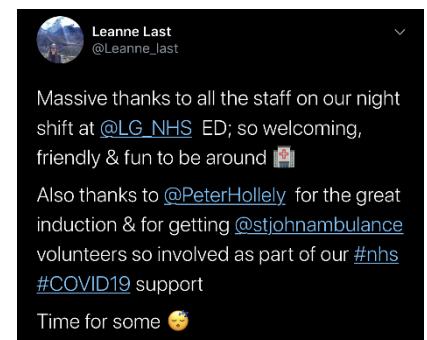 Leanne Last
@Leanne_last
Massive thanks to all the staff on our night
shift at @LG_NHS ED; so welcoming,
friendly & fun to be around 🏥
Also thanks to @PeterHollely for the great
induction & for getting @stjohnambulance
volunteers so involved as part of our #nhs
#COVID19 support
Time for some 😴